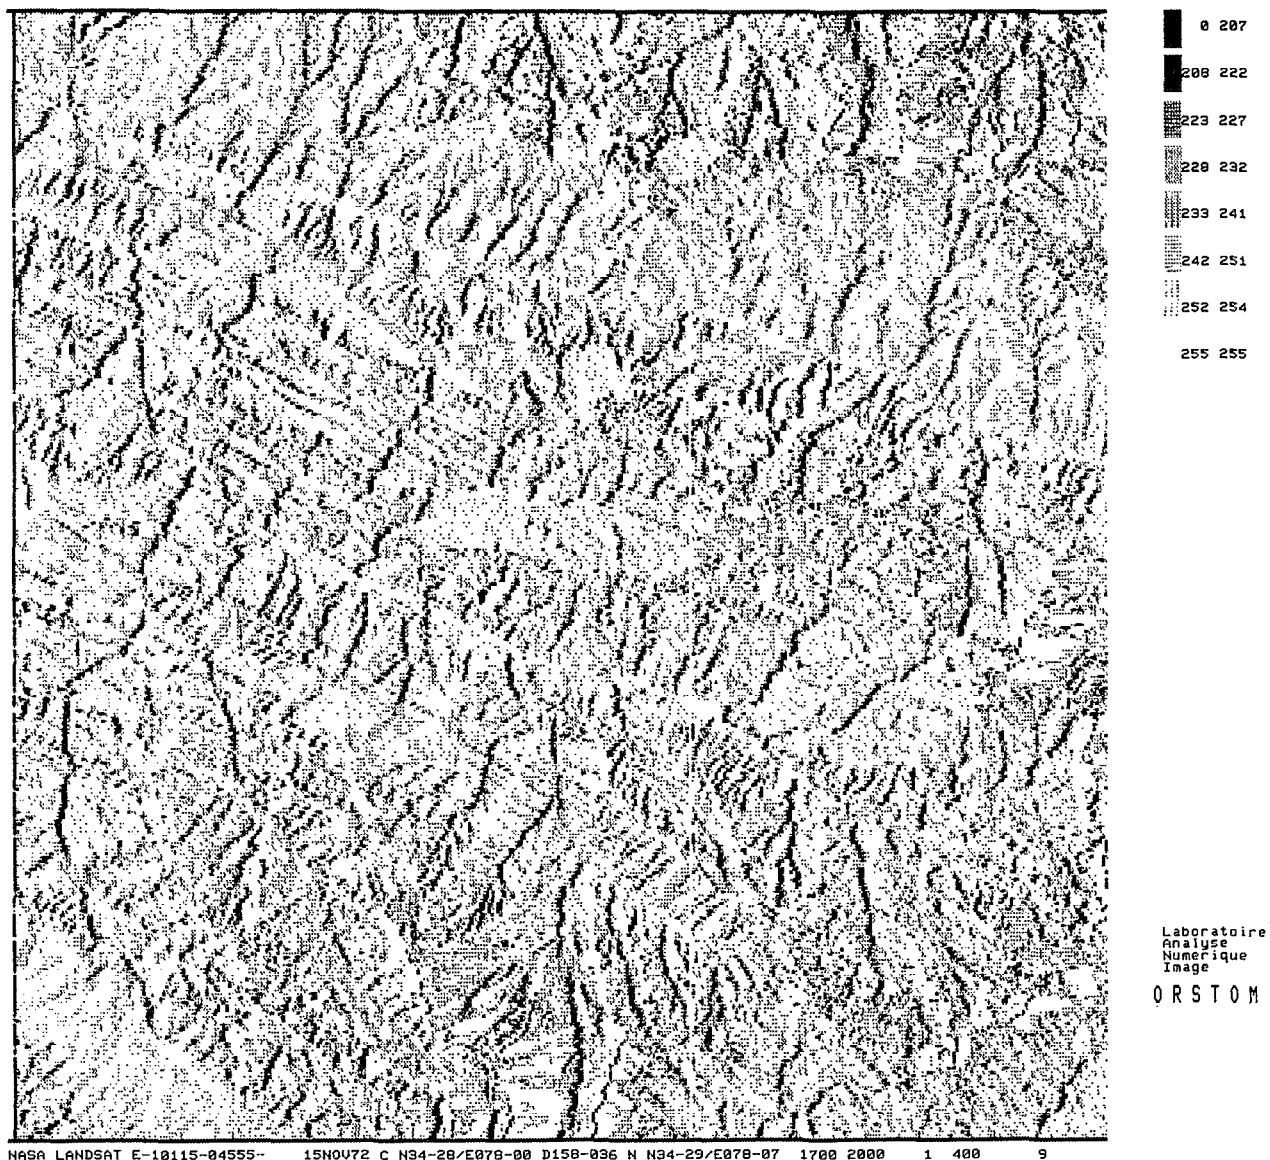 0 207
208 222
223 227
228 232
233 241
242 251
252 254
255 255
Laboratoire
Analyse
Numerique
Image
ORSTOM
NASA LANDSAT E-10115-04555- 15NOV72 C N34-28/E078-00 D158-036 N N34-29/E078-07 1700 2000 1 400 9